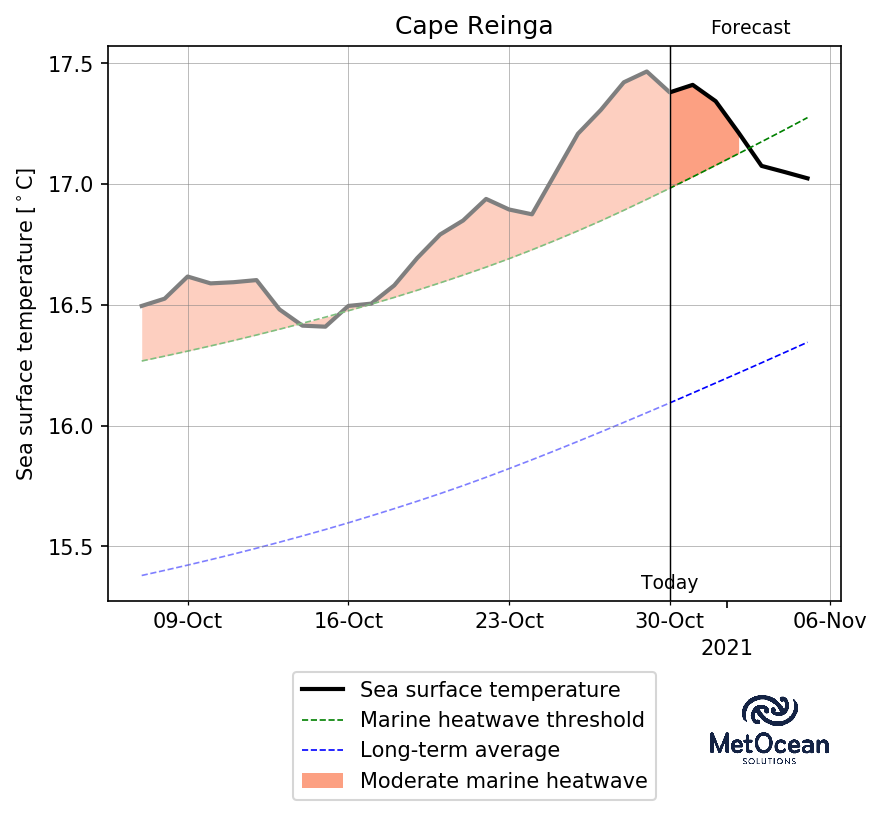 Cape Reinga
Forecast
Sea surface temperature [°C]
17.5
17.0
16.5
16.0
15.5
Today
09-Oct
16-Oct
23-Oct
30-Oct
06-Nov
2021
Sea surface temperature
Marine heatwave threshold
Long-term average
Moderate marine heatwave
MetOcean
SOLUTIONS